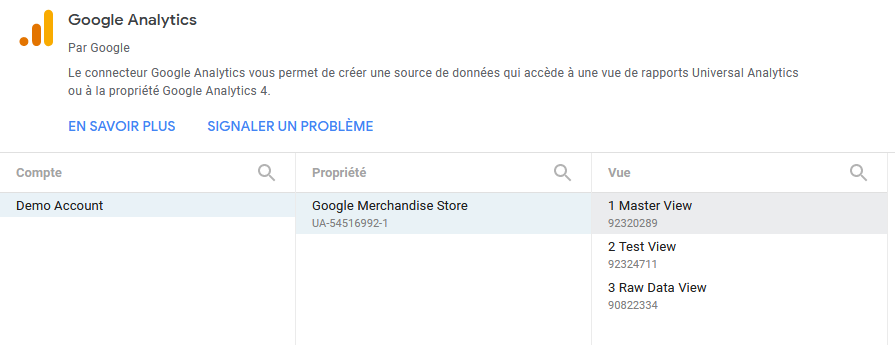 Google Analytics
Par Google
Le connecteur Google Analytics vous permet de créer une source de données qui accède à une vue de rapports Universal Analytics
ou à la propriété Google Analytics 4.
EN SAVOIR PLUS SIGNALER UN PROBLÈME
Compte Propriété Vue
Demo Account Google Merchandise Store 1 Master View
UA-54516992-1 92320289
2 Test View
92324711
3 Raw Data View
90822334